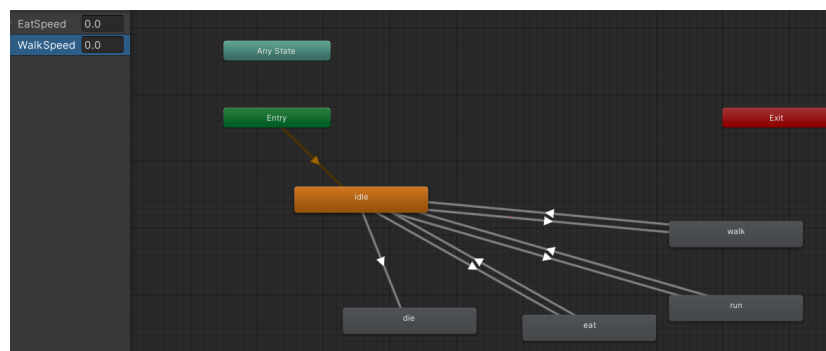 EatSpeed 0.0
WalkSpeed 0.0
Any State
Entry
Exit
idle
walk
run
die
eat